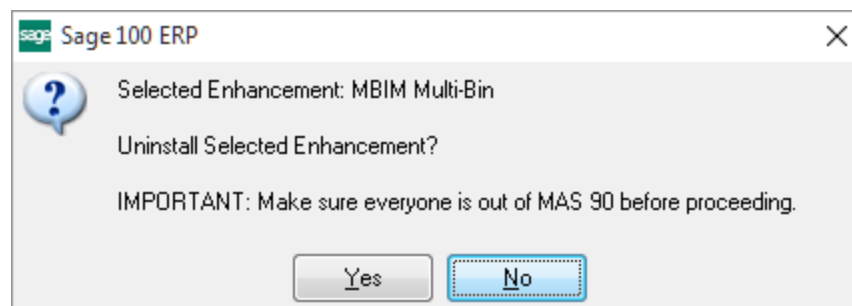 sage Sage 100 ERP
Selected Enhancement: MBIM Multi-Bin
Uninstall Selected Enhancement?
IMPORTANT: Make sure everyone is out of MAS 90 before proceeding.
Yes No